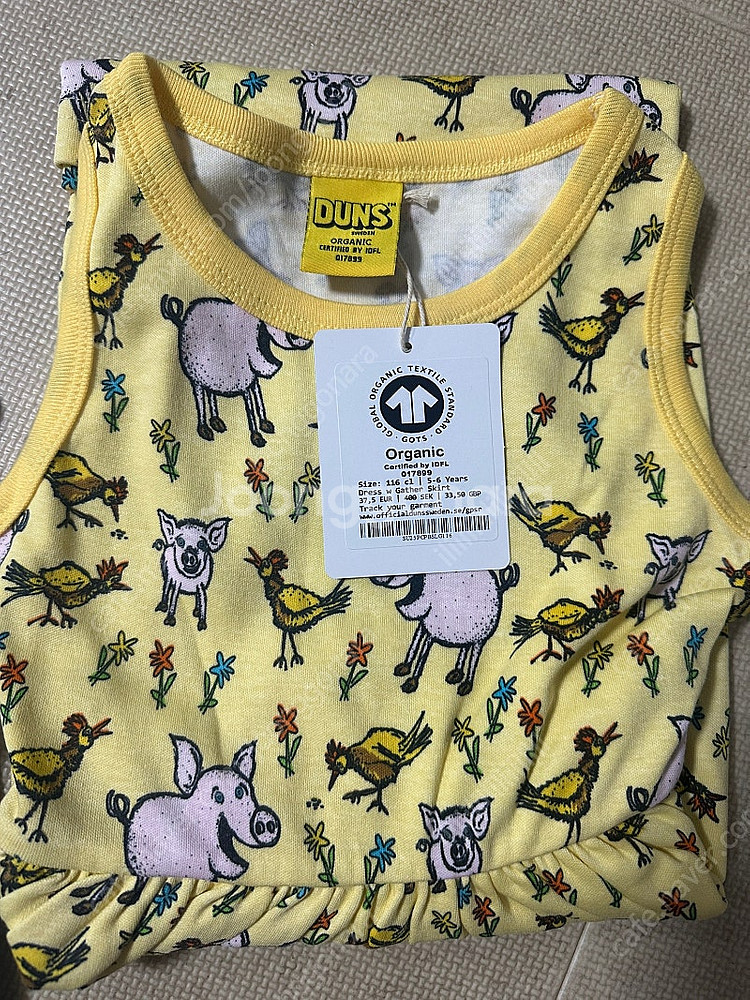 DUNS™
SWEDEN
ORGANIC
CERTIFIED BY IDFL
017899
GLOBAL ORGANIC TEXTILE STANDARD
· GOTS ·
Organic
Certified by IDFL
017899
Size: 116 cl | 5-6 Years
Dress w Gather Skirt
37,5 EUR | 400 SEK | 33,50 GBP
Track your garment
www.officialdunssweden.se/gpsr